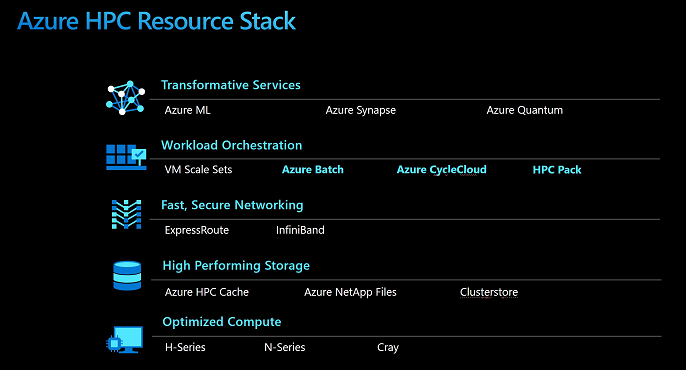 Azure HPC Resource Stack
Transformative Services
Azure ML Azure Synapse Azure Quantum
Workload Orchestration
VM Scale Sets Azure Batch Azure CycleCloud HPC Pack
Fast, Secure Networking
ExpressRoute InfiniBand
High Performing Storage
Azure HPC Cache Azure NetApp Files Clusterstore
Optimized Compute
H-Series N-Series Cray